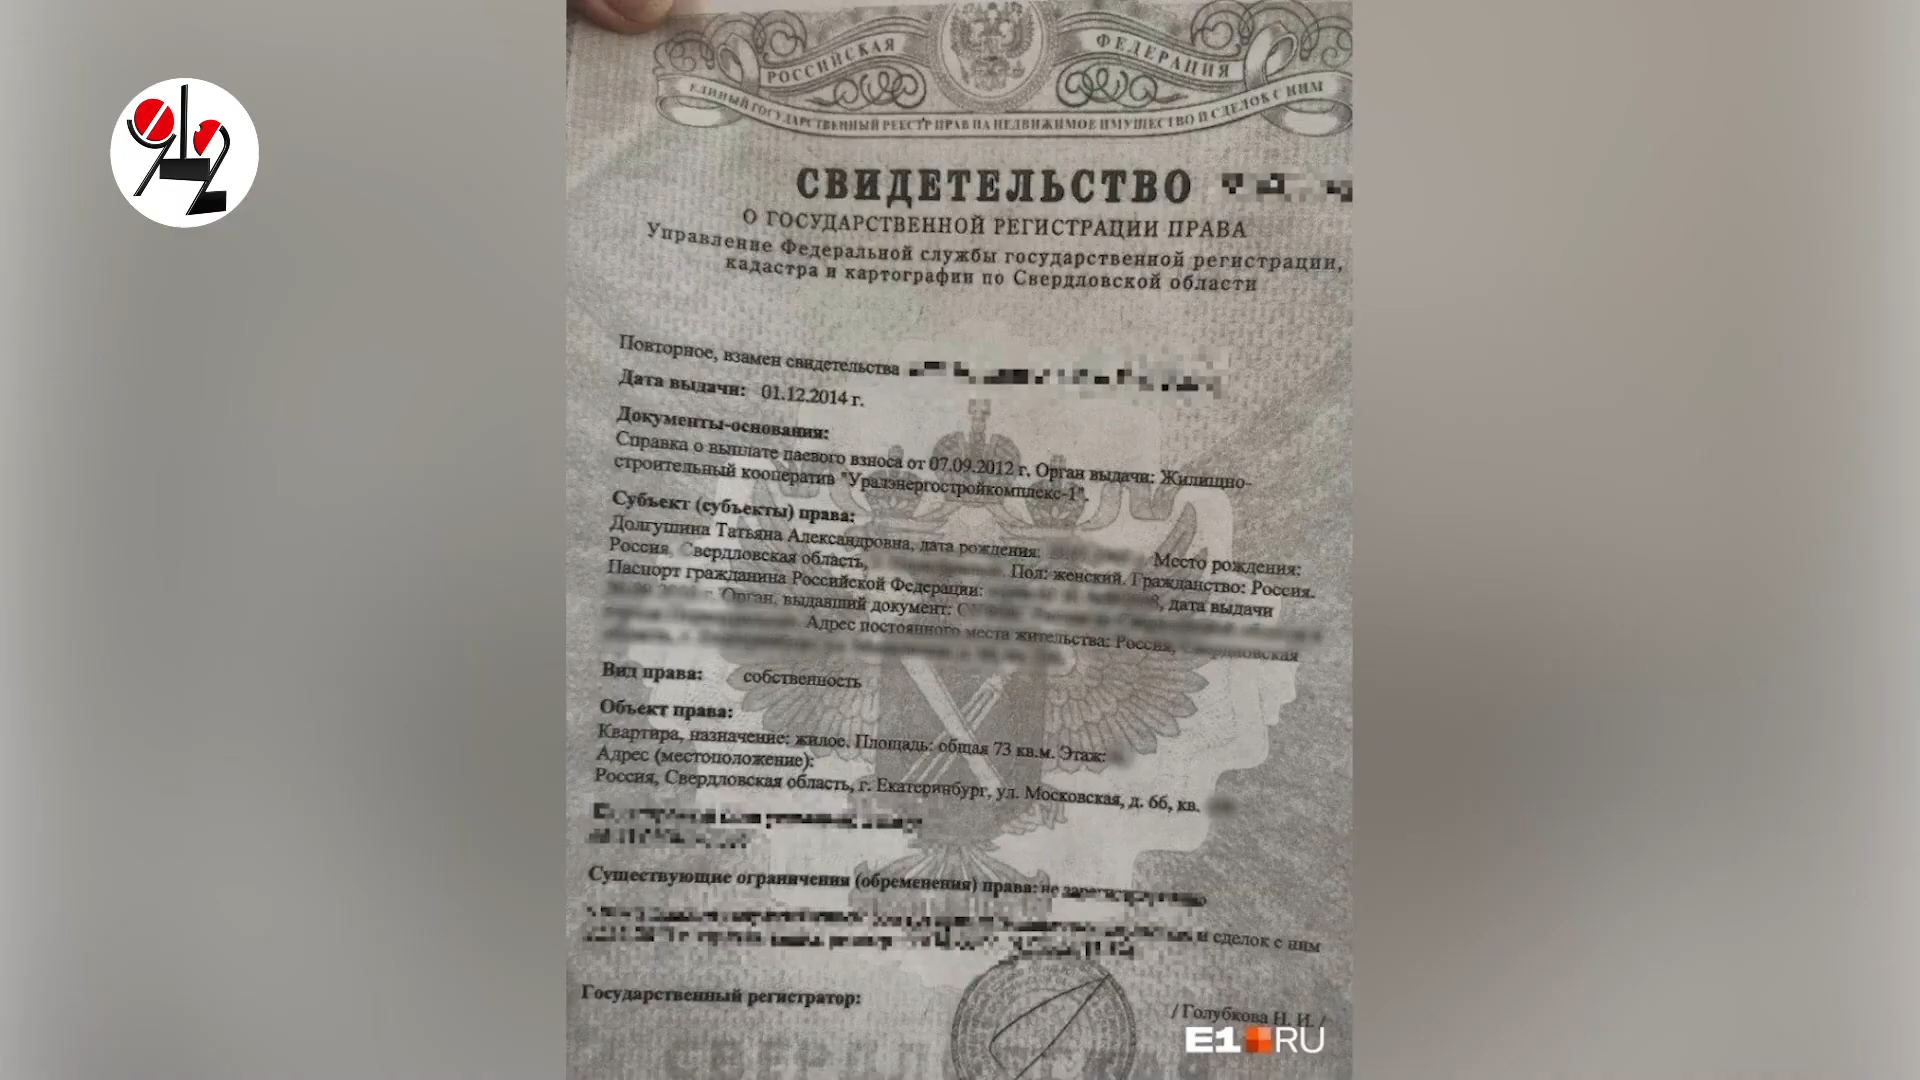 РОССИЙСКАЯ ФЕДЕРАЦИЯ
ЕДИНЫЙ ГОСУДАРСТВЕННЫЙ РЕЕСТР ПРАВ НА НЕДВИЖИМОЕ ИМУЩЕСТВО И СДЕЛОК С НИМ
СВИДЕТЕЛЬСТВО
О ГОСУДАРСТВЕННОЙ РЕГИСТРАЦИИ ПРАВА
Управление Федеральной службы государственной регистрации,
кадастра и картографии по Свердловской области
Повторное, взамен свидетельства
Дата выдачи: 01.12.2014 г.
Документы-основания:
Справка о выплате паевого взноса от 07.09.2012 г. Орган выдачи: Жилищно-
строительный кооператив "Уралэнергостройкомплекс-1".
Субъект (субъекты) права:
Долгушина Татьяна Александровна, дата рождения: Место рождения:
Россия, Свердловская область, Пол: женский. Гражданство: Россия.
Паспорт гражданина Российской Федерации: дата выдачи
г. Орган, выдавший документ:
Адрес постоянного места жительства: Россия, Свердловская
Вид права: собственность
Объект права:
Квартира, назначение: жилое. Площадь: общая 73 кв.м. Этаж:
Адрес (местоположение):
Россия, Свердловская область, г. Екатеринбург, ул. Московская, д. 66, кв.
Существующие ограничения (обременения) права: не зарегистрировано
и сделок с ним
Государственный регистратор:
/ Голубкова Н. И. /
E1 RU